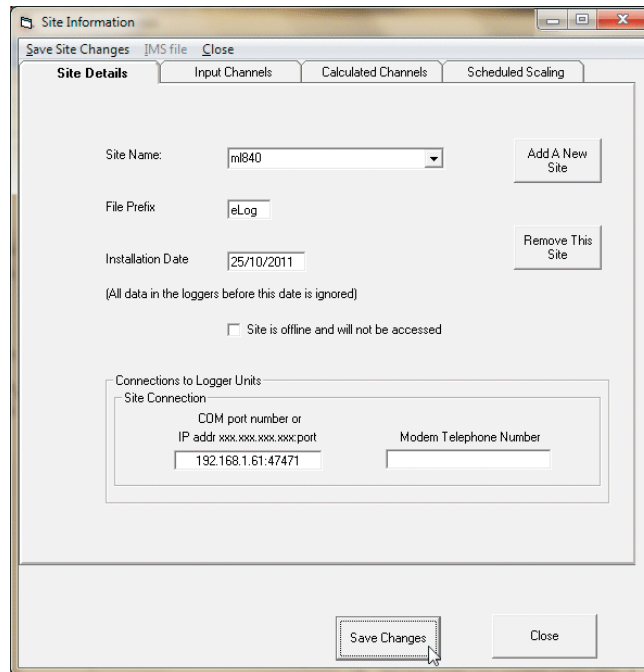 Site Information
Save Site Changes IMS file Close
Site Details Input Channels Calculated Channels Scheduled Scaling
Site Name: ml840
Add A New
Site
File Prefix eLog
Remove This
Site
Installation Date 25/10/2011
(All data in the loggers before this date is ignored)
Site is offline and will not be accessed
Connections to Logger Units
Site Connection
COM port number or
IP addr xxx.xxx.xxx.xxx:port Modem Telephone Number
192.168.1.61:47471
Save Changes Close